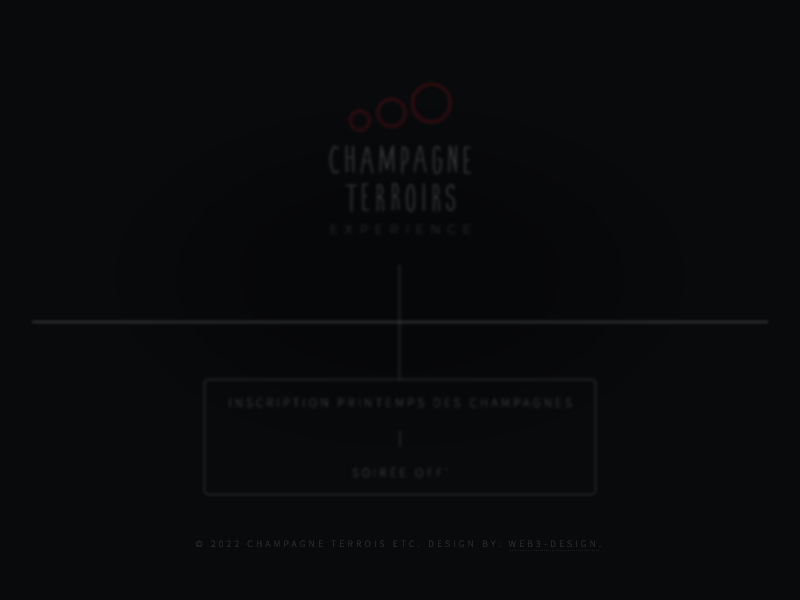 CHAMPAGNE
TERROIRS
EXPERIENCE
INSCRIPTION PRINTEMPS DES CHAMPAGNES
SOIRÉE OFF'
© 2022 CHAMPAGNE TERROIS ETC. DESIGN BY: WEB3-DESIGN.